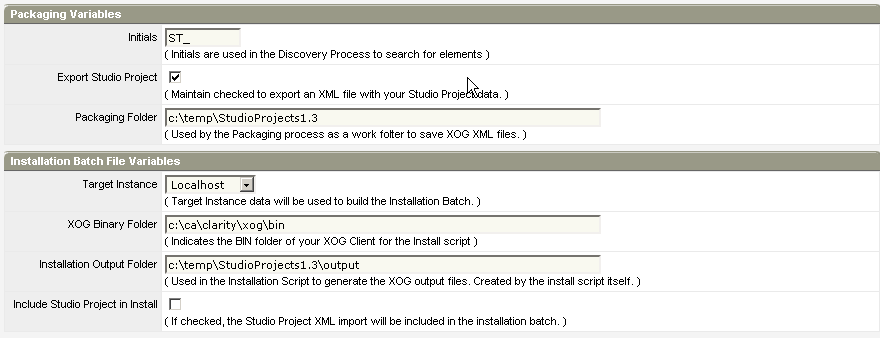 Packaging Variables
Initials ST_
( Initials are used in the Discovery Process to search for elements )
Export Studio Project
( Maintain checked to export an XML file with your Studio Project data. )
Packaging Folder c:\temp\StudioProjects1.3
( Used by the Packaging process as a work folter to save XOG XML files. )
Installation Batch File Variables
Target Instance Localhost
( Target Instance data will be used to build the Installation Batch. )
XOG Binary Folder c:\ca\clarity\xog\bin
( Indicates the BIN folder of your XOG Client for the Install script )
Installation Output Folder c:\temp\StudioProjects1.3\output
( Used in the Installation Script to generate the XOG output files. Created by the install script itself. )
Include Studio Project in Install
( If checked, the Studio Project XML import will be included in the installation batch. )